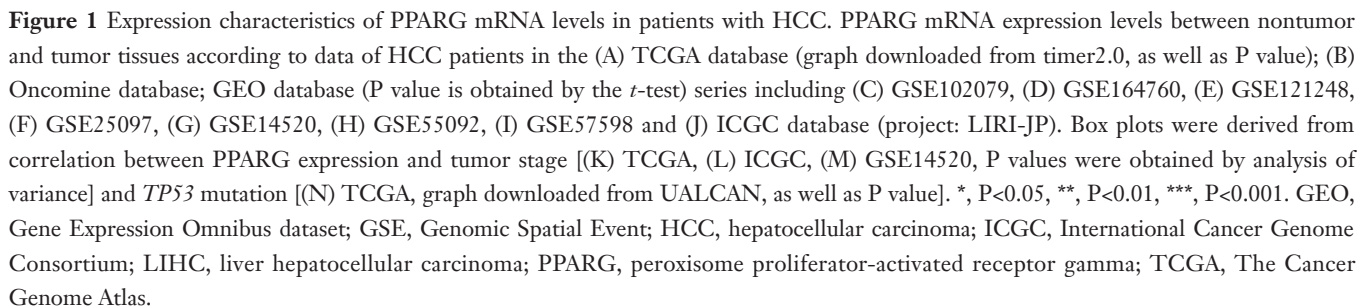 Figure 1 Expression characteristics of PPARG mRNA levels in patients with HCC. PPARG mRNA expression levels between nontumor
and tumor tissues according to data of HCC patients in the (A) TCGA database (graph downloaded from timer2.0, as well as P value); (B)
Oncomine database; GEO database (P value is obtained by the t-test) series including (C) GSE102079, (D) GSE164760, (E) GSE121248,
(F) GSE25097, (G) GSE14520, (H) GSE55092, (I) GSE57598 and (J) ICGC database (project: LIRI-JP). Box plots were derived from
correlation between PPARG expression and tumor stage [(K) TCGA, (L) ICGC, (M) GSE14520, P values were obtained by analysis of
variance] and TP53 mutation [(N) TCGA, graph downloaded from UALCAN, as well as P value]. *, P<0.05, **, P<0.01, ***, P<0.001. GEO,
Gene Expression Omnibus dataset; GSE, Genomic Spatial Event; HCC, hepatocellular carcinoma; ICGC, International Cancer Genome
Consortium; LIHC, liver hepatocellular carcinoma; PPARG, peroxisome proliferator-activated receptor gamma; TCGA, The Cancer
Genome Atlas.